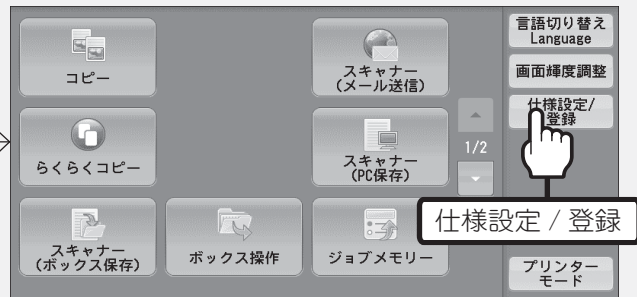 コピー
スキャナー
(メール送信)
言語切り替え
Language
画面輝度調整
仕様設定/
登録
らくらくコピー
スキャナー
(PC保存)
1/2
仕様設定 / 登録
スキャナー
(ボックス保存)
ボックス操作
ジョブメモリー
プリンター
モード